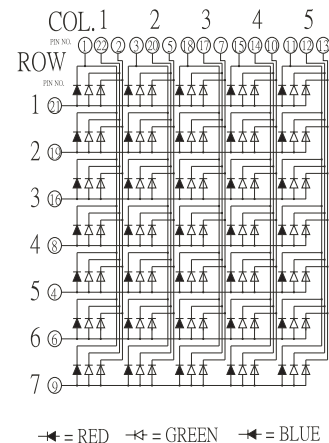 COL. 1 2 3 4 5
PIN NO. 1 22 2 3 20 5 18 17 7 15 14 10 11 12 13
ROW
PIN NO.
1 21
2 19
3 16
4 8
5 4
6 6
7 9
= RED = GREEN = BLUE